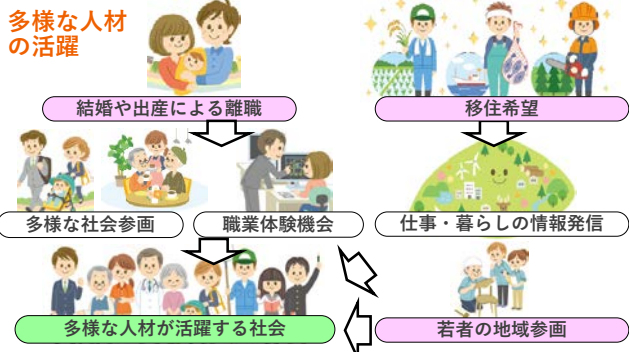 多様な人材
の活躍
結婚や出産による離職
移住希望
多様な社会参画
職業体験機会
仕事・暮らしの情報発信
多様な人材が活躍する社会
若者の地域参画